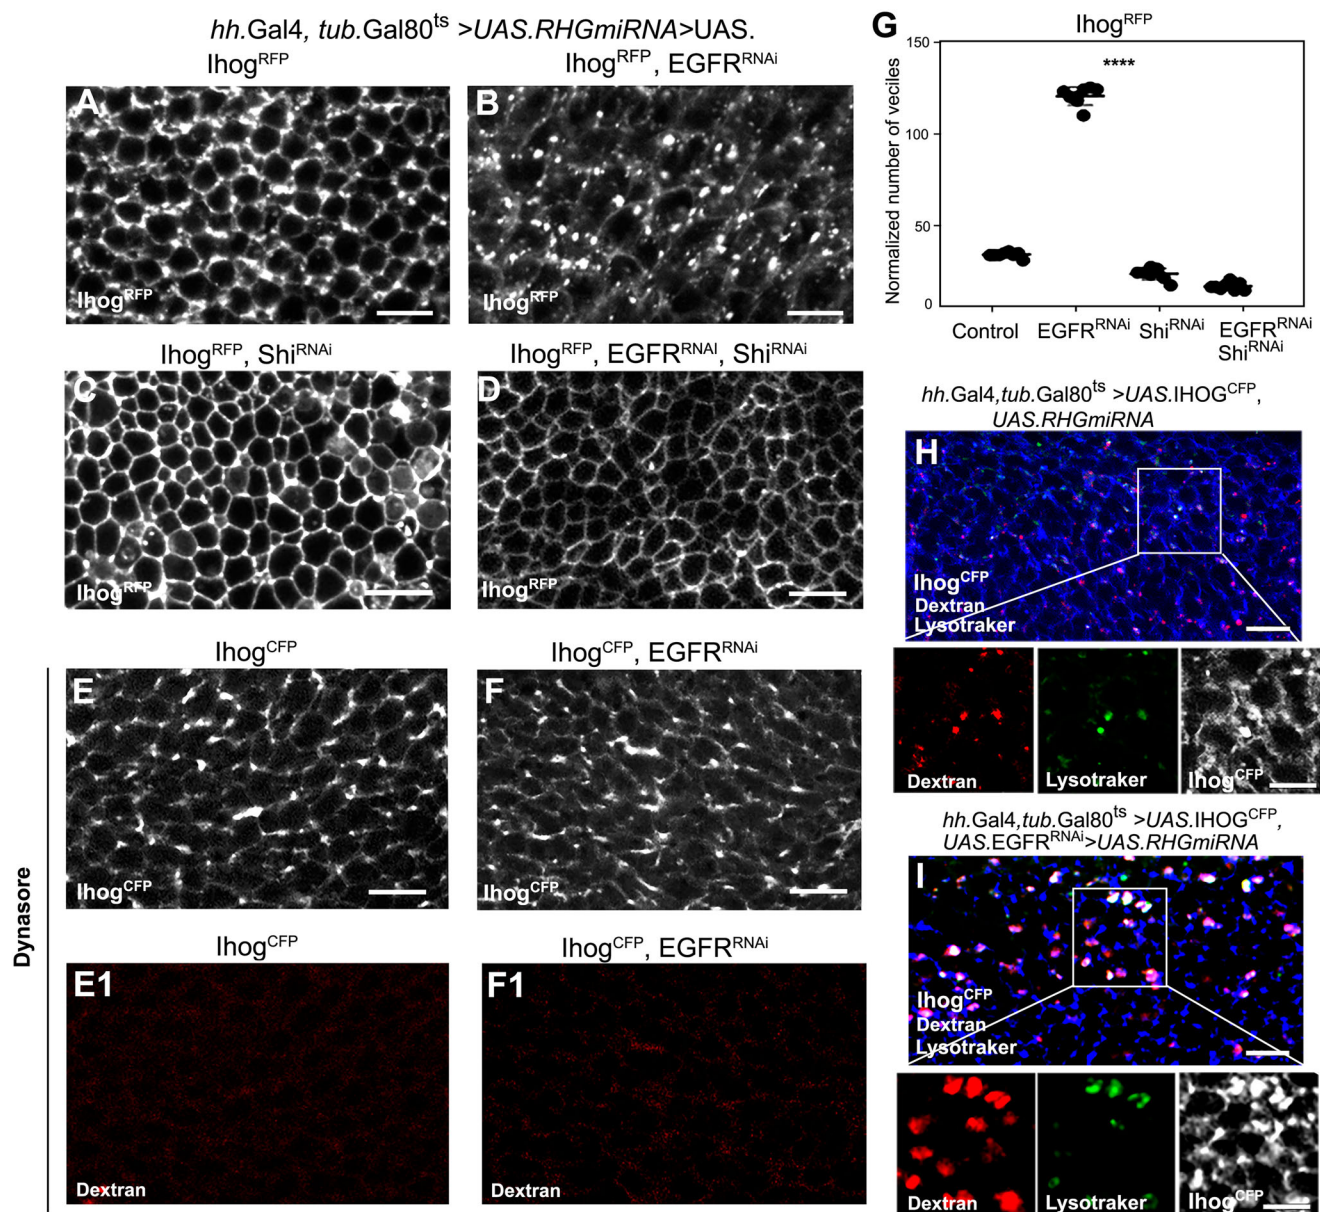 hh.Gal4, tub.Gal80ts >UAS.RHGmiRNA>UAS.
IhogRFP
IhogRFP, EGFRRNAi
A
IhogRFP
B
IhogRFP
IhogRFP, ShiRNAi
IhogRFP, EGFRRNAI, ShiRNAi
C
IhogRFP
D
IhogRFP
Dynasore
IhogCFP
IhogCFP, EGFRRNAi
E
IhogCFP
F
IhogCFP
IhogCFP
IhogCFP, EGFRRNAi
E1
Dextran
F1
Dextran
G
IhogRFP
Normalized number of veciles
150
100
50
0
****
Control
EGFRRNAi
ShiRNAi
EGFRRNAi
ShiRNAi
hh.Gal4,tub.Gal80ts >UAS.IHOGCFP,
UAS.RHGmiRNA
H
IhogCFP
Dextran
Lysotraker
Dextran
Lysotraker
IhogCFP
hh.Gal4,tub.Gal80ts >UAS.IHOGCFP,
UAS.EGFRRNAi>UAS.RHGmiRNA
I
IhogCFP
Dextran
Lysotraker
Dextran
Lysotraker
IhogCFP